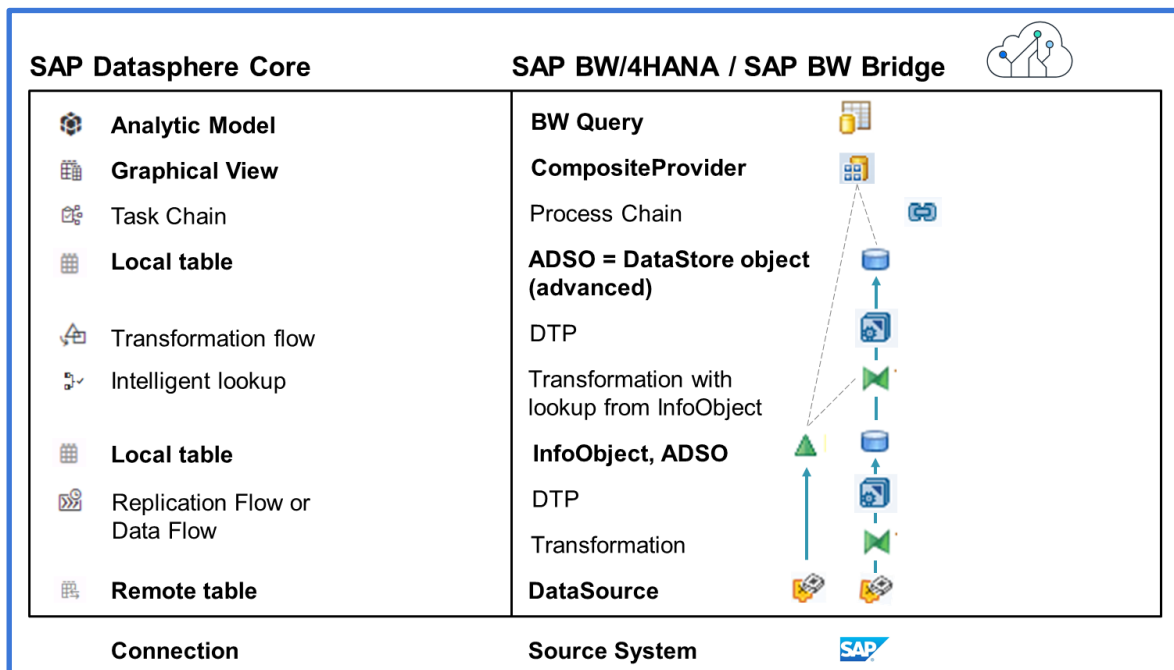 SAP Datasphere Core
SAP BW/4HANA / SAP BW Bridge
Analytic Model
BW Query
Graphical View
CompositeProvider
Task Chain
Process Chain
Local table
ADSO = DataStore object
(advanced)
Transformation flow
DTP
Intelligent lookup
Transformation with
lookup from InfoObject
Local table
InfoObject, ADSO
Replication Flow or
Data Flow
DTP
Transformation
Remote table
DataSource
Connection
Source System
SAP